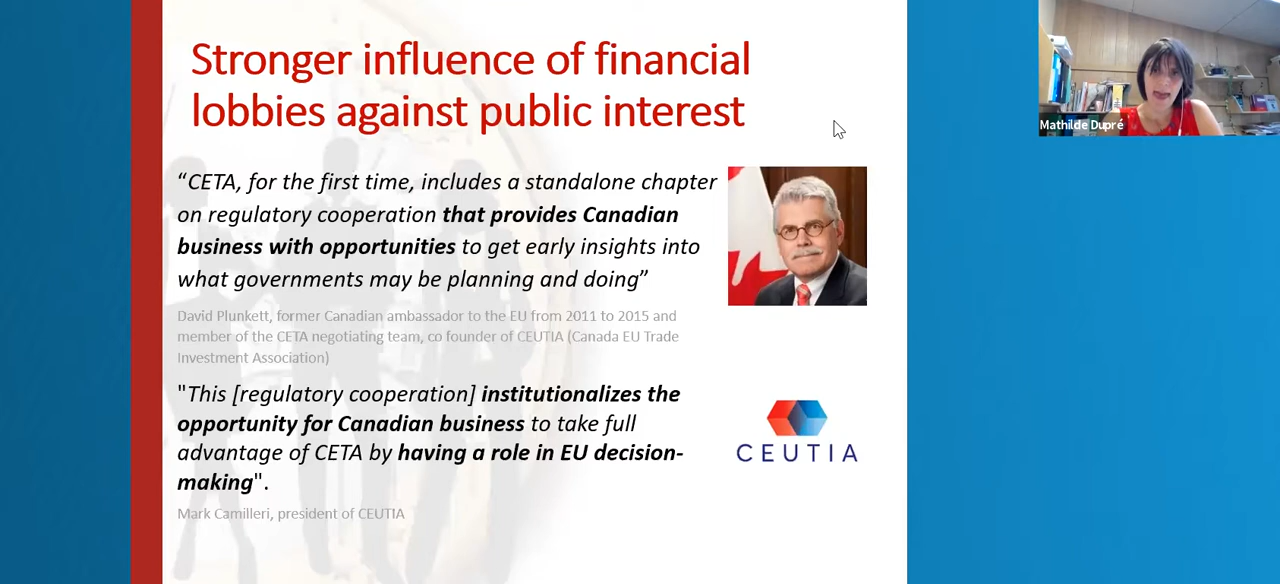 Stronger influence of financial
lobbies against public interest
Mathilde Dupré
“CETA, for the first time, includes a standalone chapter
on regulatory cooperation that provides Canadian
business with opportunities to get early insights into
what governments may be planning and doing”
David Plunkett, former Canadian ambassador to the EU from 2011 to 2015 and
member of the CETA negotiating team, co founder of CEUTIA (Canada EU Trade
Investment Association)
"This [regulatory cooperation] institutionalizes the
opportunity for Canadian business to take full
advantage of CETA by having a role in EU decision-
making".
CEUTIA
Mark Camilleri, president of CEUTIA